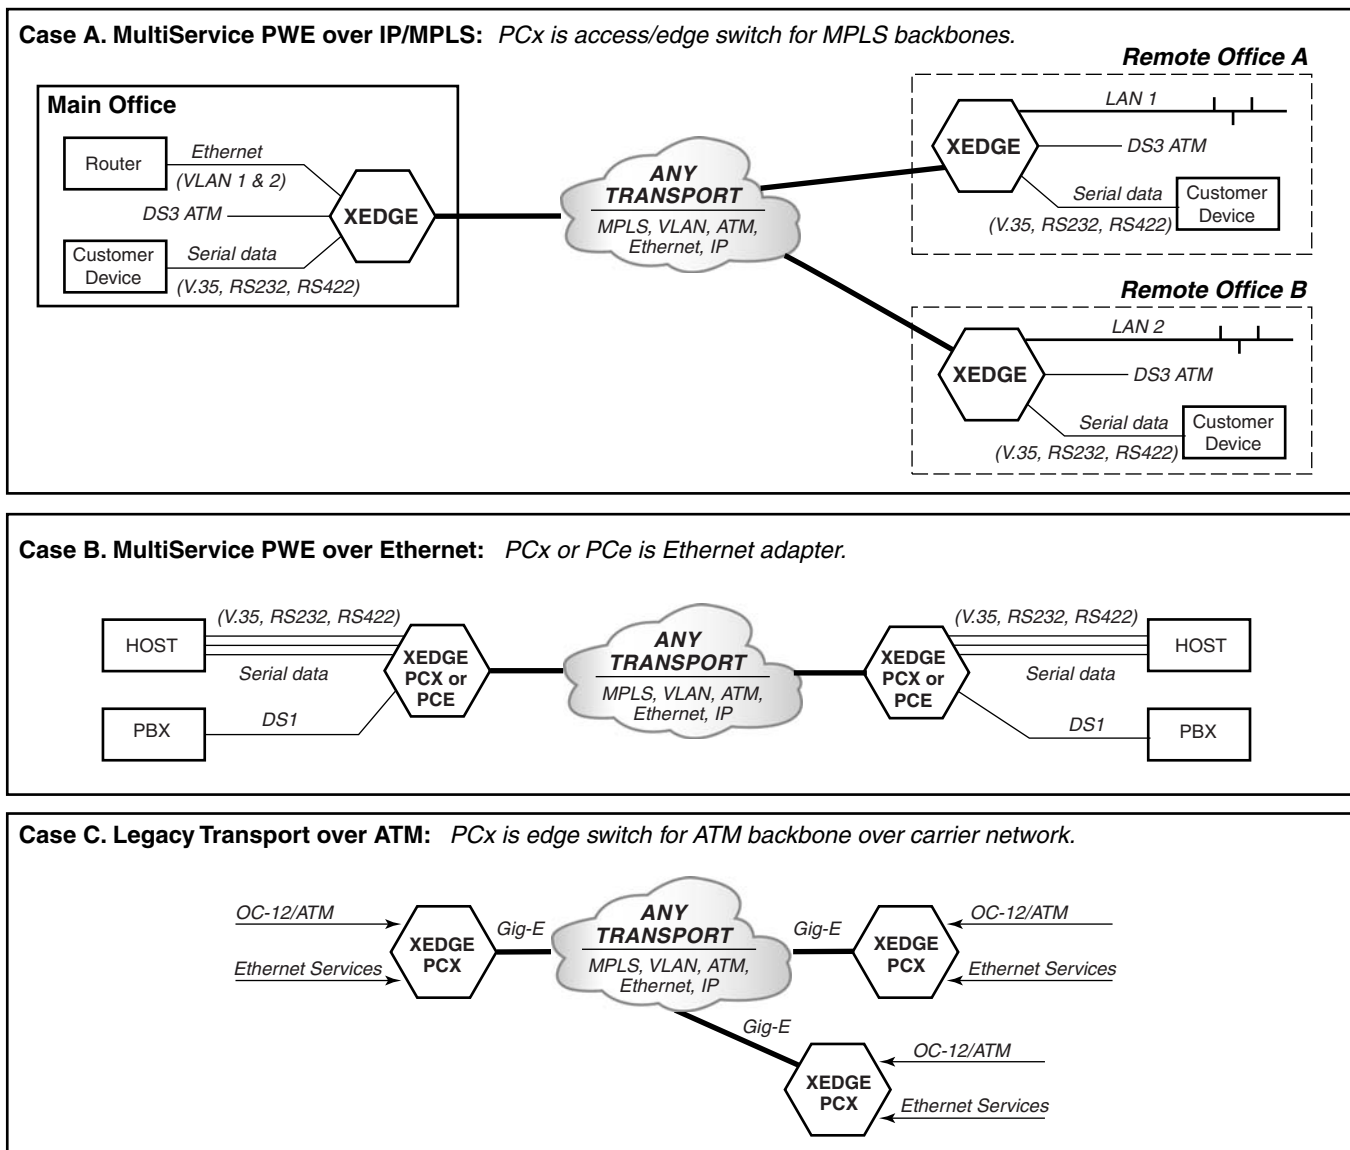 Case A. MultiService PWE over IP/MPLS: PCx is access/edge switch for MPLS backbones.
Main Office
Router
Ethernet
(VLAN 1 & 2)
DS3 ATM
Customer
Device
Serial data
(V.35, RS232, RS422)
XEDGE
ANY
TRANSPORT
MPLS, VLAN, ATM,
Ethernet, IP
Remote Office A
XEDGE
LAN 1
DS3 ATM
Serial data
(V.35, RS232, RS422)
Customer
Device
Remote Office B
XEDGE
LAN 2
DS3 ATM
Serial data
(V.35, RS232, RS422)
Customer
Device
Case B. MultiService PWE over Ethernet: PCx or PCe is Ethernet adapter.
HOST
(V.35, RS232, RS422)
Serial data
PBX
DS1
XEDGE
PCX or
PCE
ANY
TRANSPORT
MPLS, VLAN, ATM,
Ethernet, IP
XEDGE
PCX or
PCE
(V.35, RS232, RS422)
Serial data
HOST
DS1
PBX
Case C. Legacy Transport over ATM: PCx is edge switch for ATM backbone over carrier network.
OC-12/ATM
Ethernet Services
XEDGE
PCX
Gig-E
ANY
TRANSPORT
MPLS, VLAN, ATM,
Ethernet, IP
Gig-E
XEDGE
PCX
OC-12/ATM
Ethernet Services
Gig-E
XEDGE
PCX
OC-12/ATM
Ethernet Services